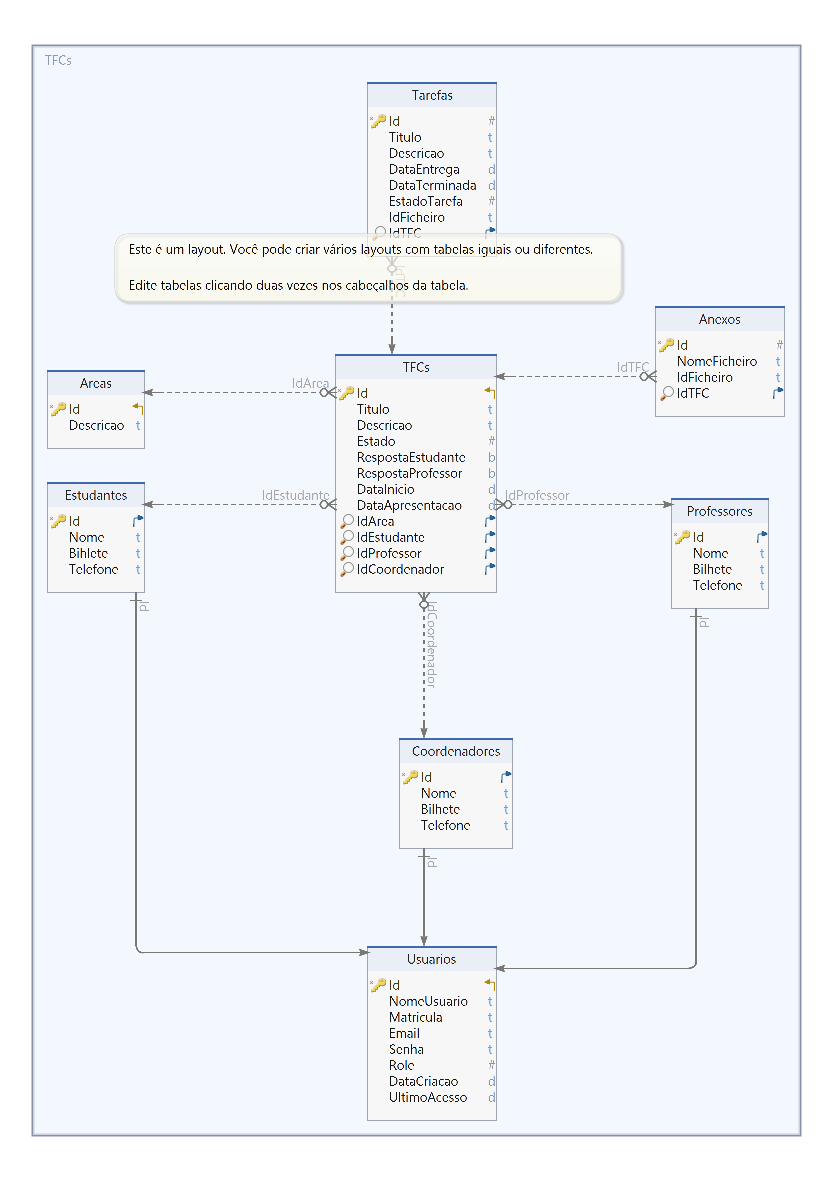 TFCs
Tarefas
Id #
Titulo t
Descricao t
DataEntrega d
DataTerminada d
EstadoTarefa #
IdFicheiro t
IdTFC
Este é um layout. Você pode criar vários layouts com tabelas iguais ou diferentes.
Edite tabelas clicando duas vezes nos cabeçalhos da tabela.
IdTFC
Anexos
Id #
NomeFicheiro t
IdFicheiro t
IdTFC
IdTFC
TFCs
Id
Titulo t
Descricao t
Estado #
RespostaEstudante b
RespostaProfessor b
DataInicio d
DataApresentacao d
IdArea
IdEstudante
IdProfessor
IdCoordenador
IdArea
Areas
Id
Descricao t
IdEstudante
Estudantes
Id
Nome t
Bihlete t
Telefone t
IdProfessor
Professores
Id
Nome t
Bilhete t
Telefone t
Id
Id
IdCoordenador
Coordenadores
Id
Nome t
Bilhete t
Telefone t
Id
Usuarios
Id
NomeUsuario t
Matricula t
Email t
Senha t
Role #
DataCriacao d
UltimoAcesso d